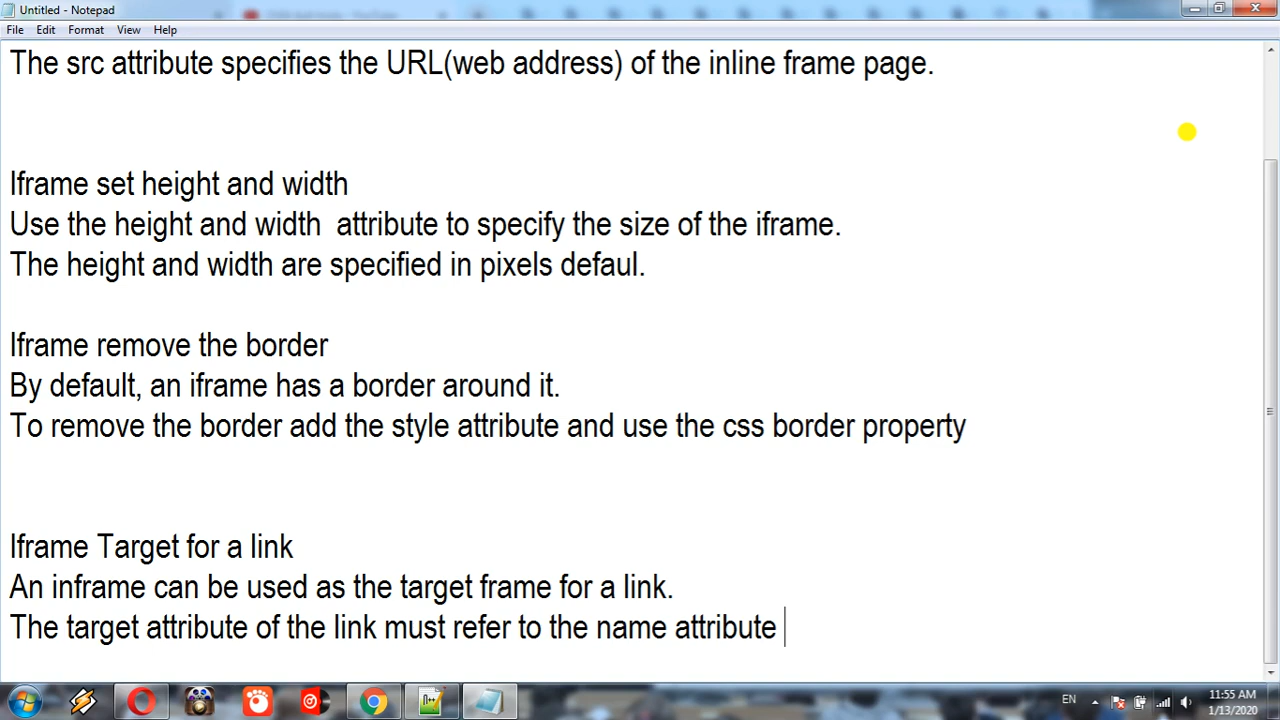 Untitled - Notepad
File Edit Format View Help
The src attribute specifies the URL(web address) of the inline frame page.
Iframe set height and width
Use the height and width  attribute to specify the size of the iframe.
The height and width are specified in pixels defaul.
Iframe remove the border
By default, an iframe has a border around it.
To remove the border add the style attribute and use the css border property
Iframe Target for a link
An inframe can be used as the target frame for a link.
The target attribute of the link must refer to the name attribute
EN
11:55 AM
1/13/2020